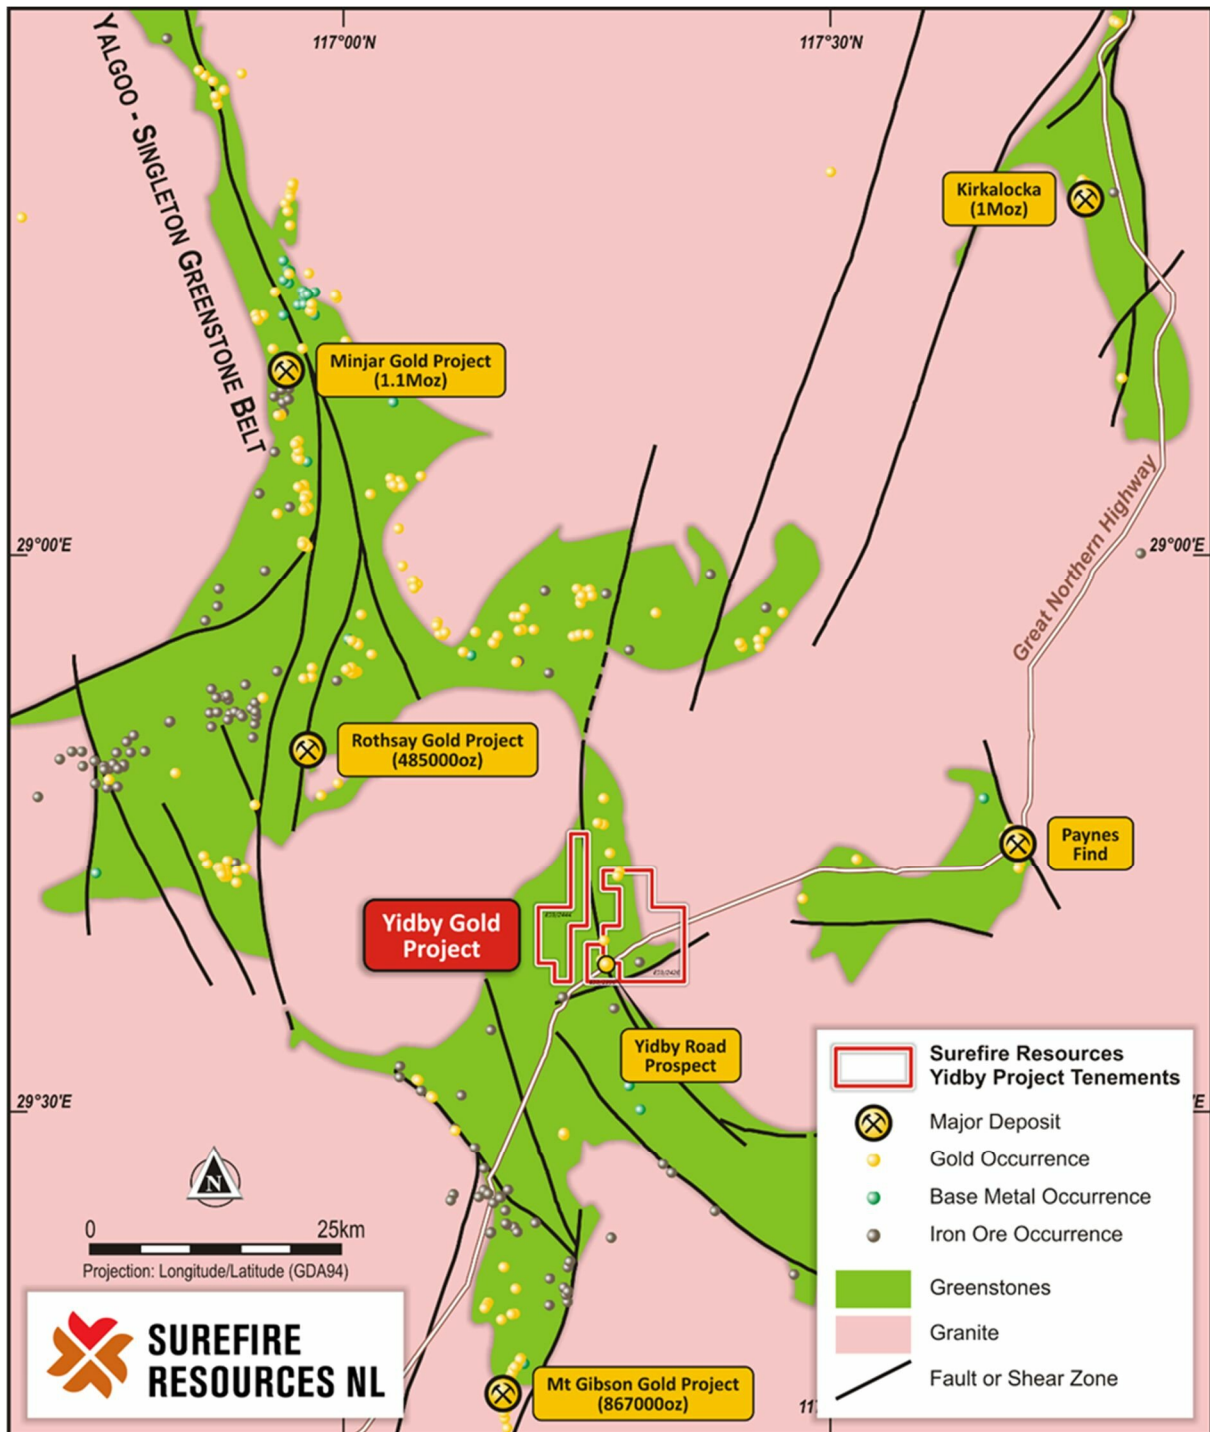 117°00'N
117°30'N
YALGOO - SINGLETON GREENSTONE BELT
Kirkalocka
(1Moz)
Minjar Gold Project
(1.1Moz)
Great Northern Highway
29°00'E
29°00'E
Rothsay Gold Project
(485000oz)
Paynes
Find
Yidby Gold
Project
Yidby Road
Prospect
29°30'E
'E
N
0
25km
Projection: Longitude/Latitude (GDA94)
SUREFIRE
RESOURCES NL
Mt Gibson Gold Project
(867000oz)
11
Surefire Resources
Yidby Project Tenements
Major Deposit
Gold Occurrence
Base Metal Occurrence
Iron Ore Occurrence
Greenstones
Granite
Fault or Shear Zone